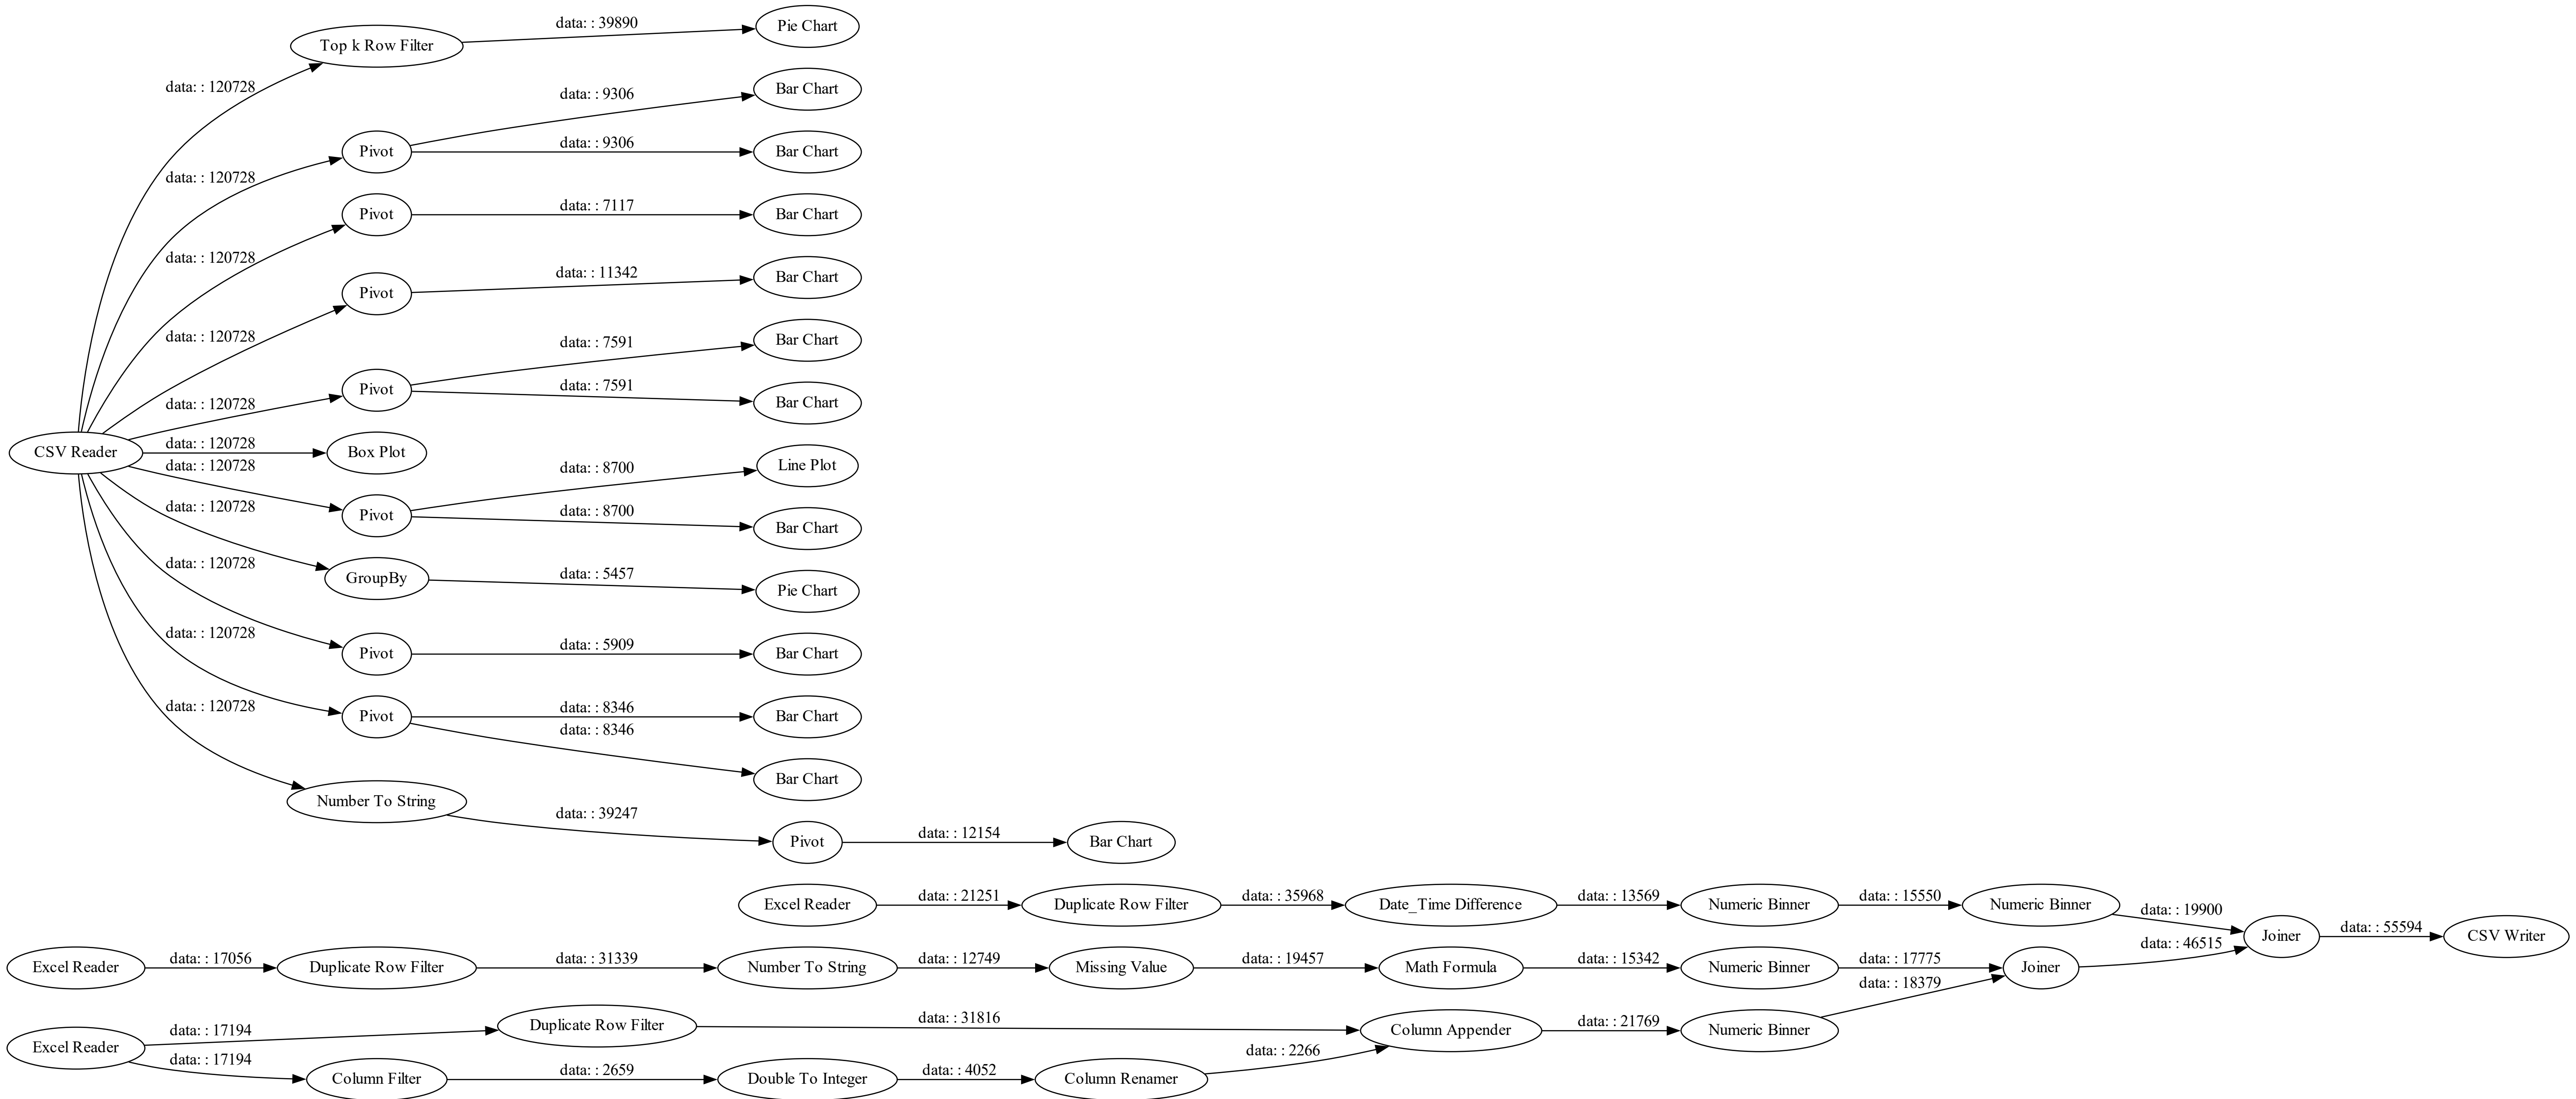 data: : 39890
Pie Chart
Top k Row Filter
data: : 120728
data: : 9306
Bar Chart
data: : 120728
Pivot
data: : 9306
Bar Chart
data: : 120728
Pivot
data: : 7117
Bar Chart
data: : 120728
Pivot
data: : 11342
Bar Chart
data: : 7591
Bar Chart
data: : 120728
Pivot
data: : 7591
Bar Chart
CSV Reader
data: : 120728
Box Plot
data: : 120728
data: : 8700
Line Plot
Pivot
data: : 8700
Bar Chart
data: : 120728
GroupBy
data: : 5457
Pie Chart
data: : 120728
Pivot
data: : 5909
Bar Chart
data: : 120728
Pivot
data: : 8346
Bar Chart
data: : 8346
Bar Chart
data: : 120728
Number To String
data: : 39247
Pivot
data: : 12154
Bar Chart
Excel Reader
data: : 21251
Duplicate Row Filter
data: : 35968
Date_Time Difference
data: : 13569
Numeric Binner
data: : 15550
Numeric Binner
data: : 19900
Joiner
data: : 55594
CSV Writer
Excel Reader
data: : 17056
Duplicate Row Filter
data: : 31339
Number To String
data: : 12749
Missing Value
data: : 19457
Math Formula
data: : 15342
Numeric Binner
data: : 17775
Joiner
data: : 46515
data: : 18379
Excel Reader
data: : 17194
Duplicate Row Filter
data: : 31816
Column Appender
data: : 21769
Numeric Binner
data: : 17194
Column Filter
data: : 2659
Double To Integer
data: : 4052
Column Renamer
data: : 2266